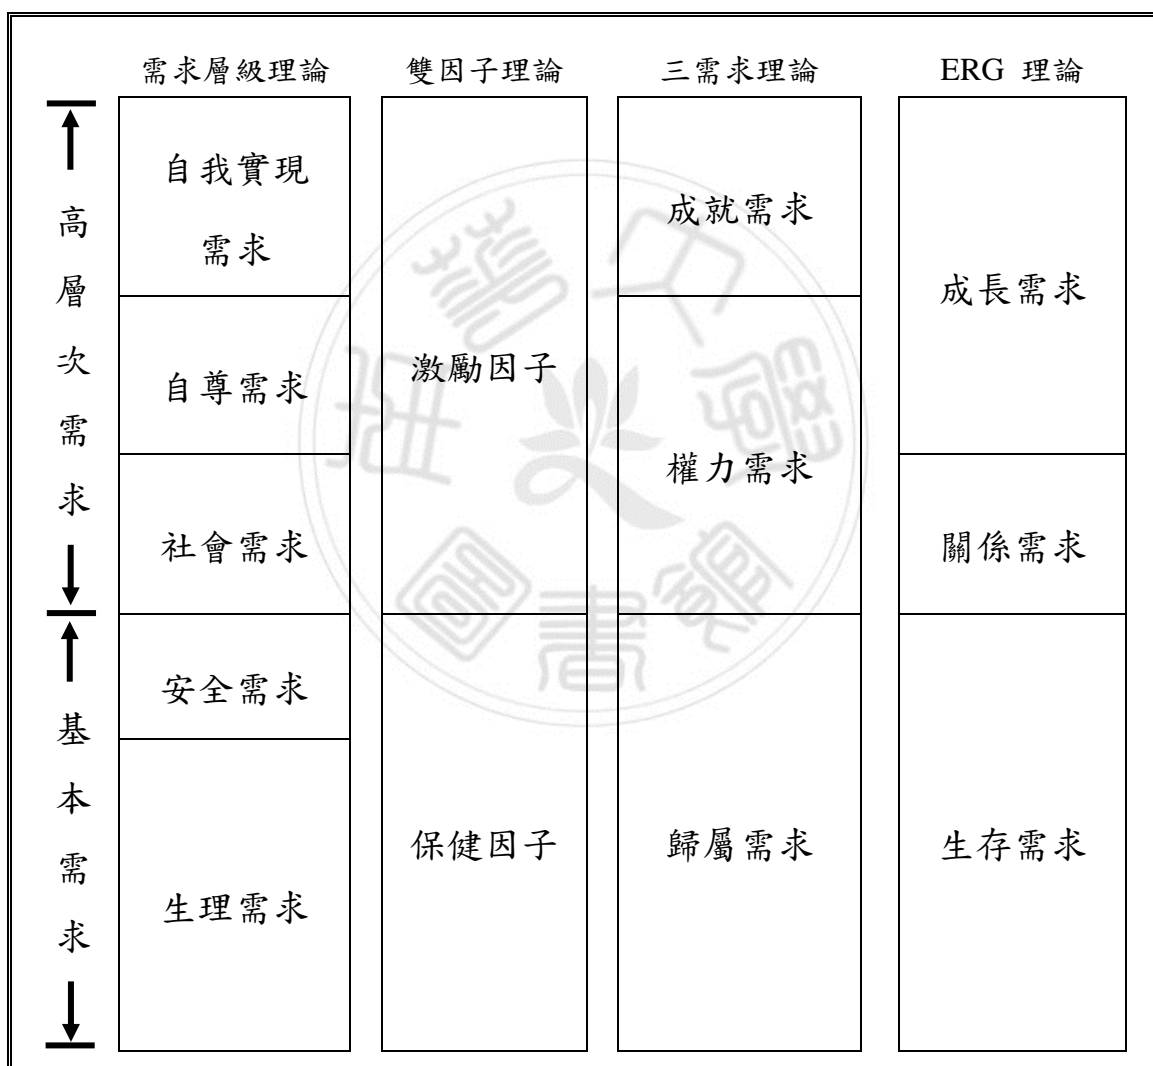 需求層級理論 雙因子理論 三需求理論 ERG 理論
高層次需求
基本需求
自我實現
需求
自尊需求
社會需求
安全需求
生理需求
激勵因子
保健因子
成就需求
權力需求
歸屬需求
成長需求
關係需求
生存需求